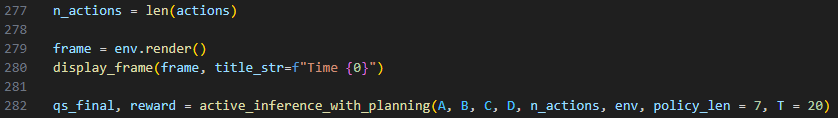 277 n_actions = len(actions)
278
279 frame = env.render()
280 display_frame(frame, title_str=f"Time {0}")
281
282 qs_final, reward = active_inference_with_planning(A, B, C, D, n_actions, env, policy_len = 7, T = 20)